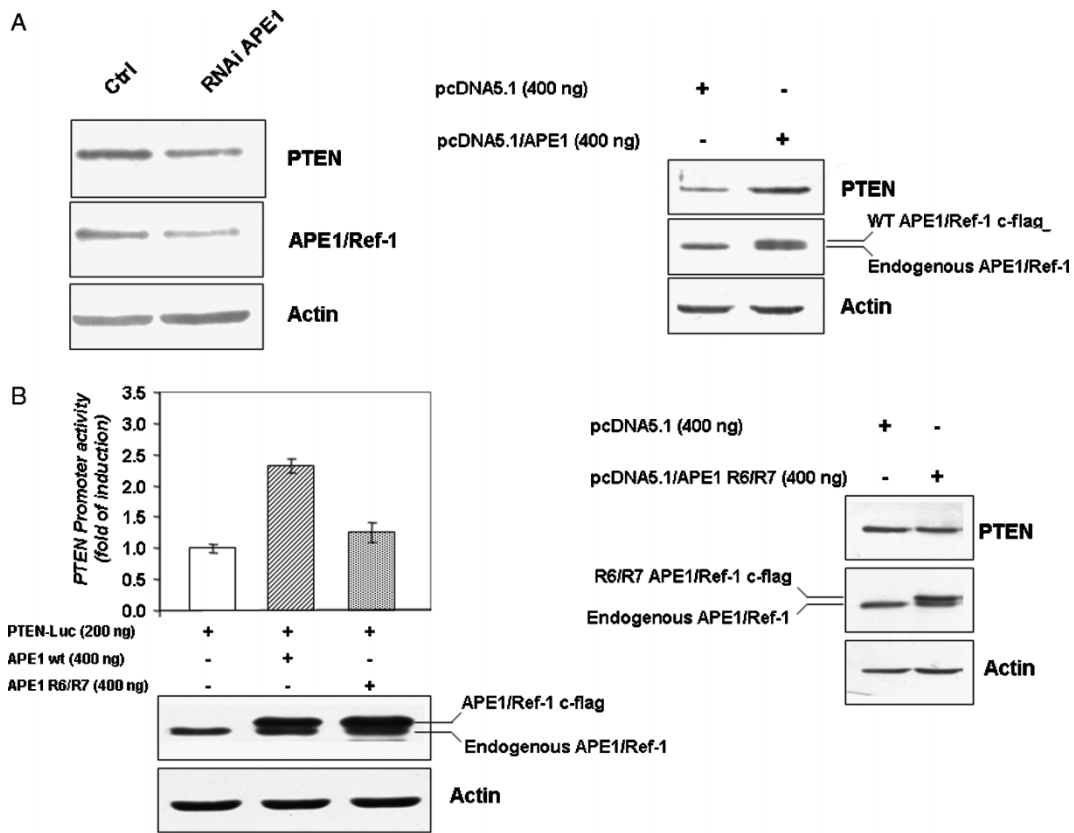 A
Ctrl
RNAi APE1
PTEN
APE1/Ref-1
Actin
pcDNA5.1 (400 ng) + -
pcDNA5.1/APE1 (400 ng) - +
PTEN
WT APE1/Ref-1 c-flag_
Endogenous APE1/Ref-1
Actin
B
PTEN Promoter activity
(fold of induction)
3.5
3.0
2.5
2.0
1.5
1.0
0.5
0.0
PTEN-Luc (200 ng) + + +
APE1 wt (400 ng) - + -
APE1 R6/R7 (400 ng) - - +
APE1/Ref-1 c-flag
Endogenous APE1/Ref-1
Actin
pcDNA5.1 (400 ng) + -
pcDNA5.1/APE1 R6/R7 (400 ng) - +
PTEN
R6/R7 APE1/Ref-1 c-flag
Endogenous APE1/Ref-1
Actin